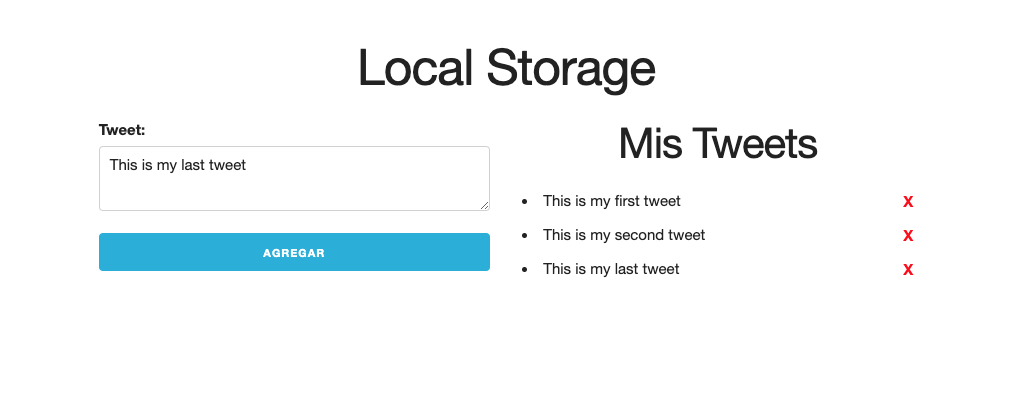 Local Storage
Tweet:
This is my last tweet
AGREGAR
Mis Tweets
This is my first tweet X
This is my second tweet X
This is my last tweet X